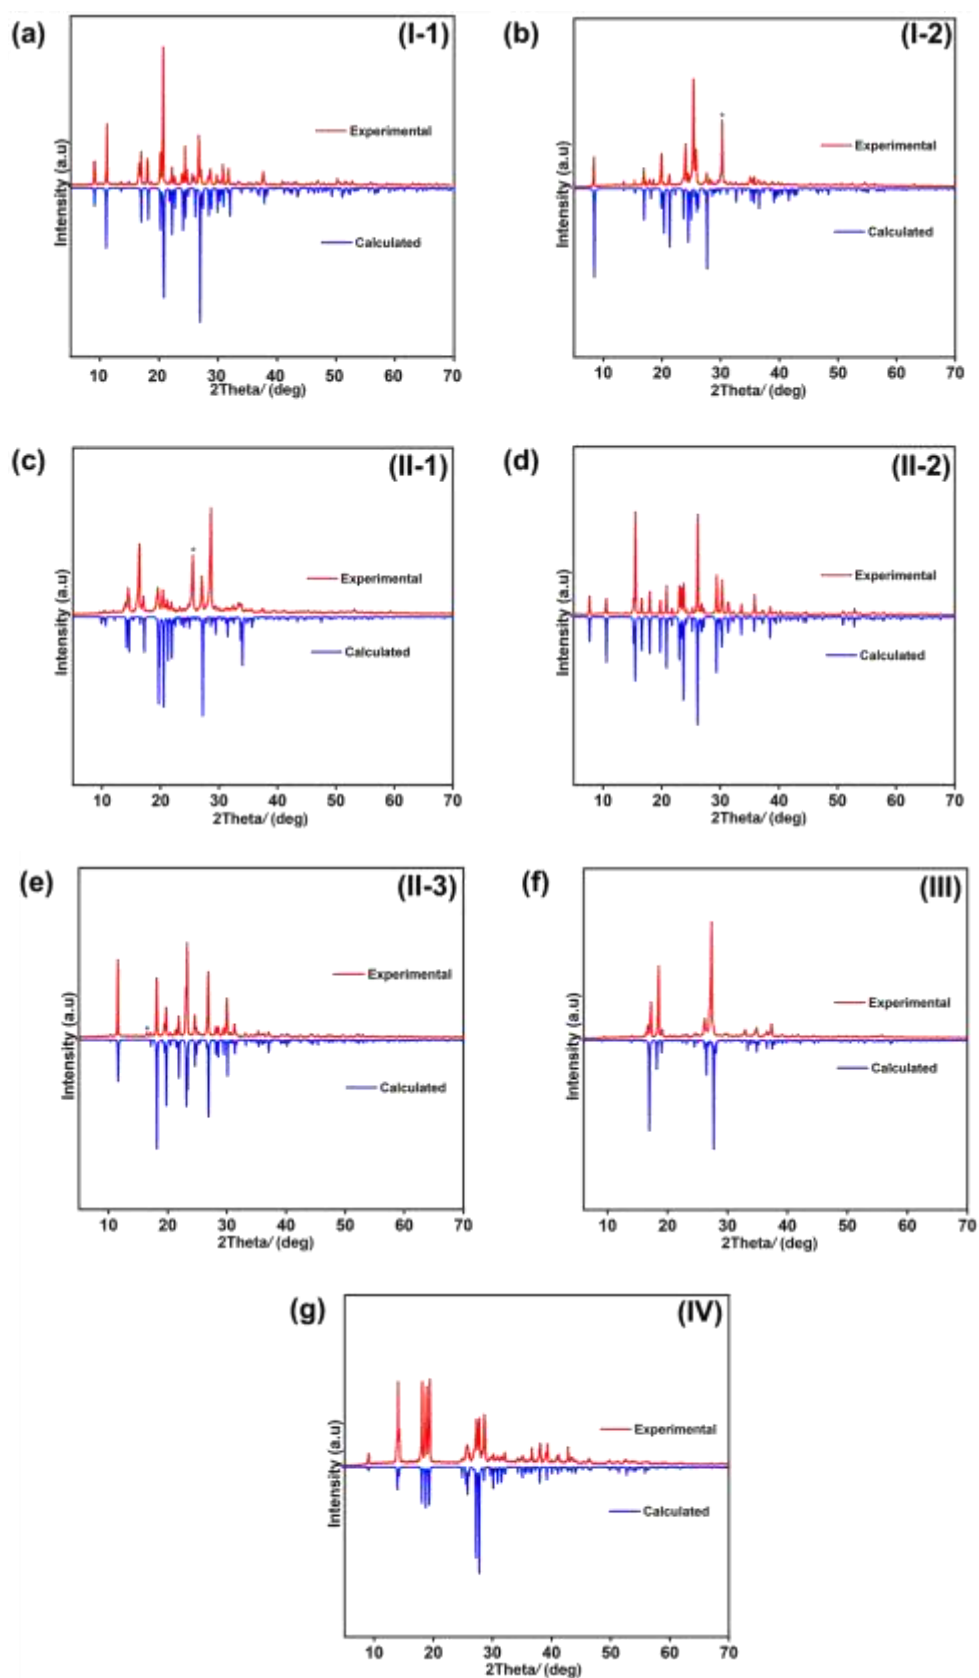 (a) (I-1)
Experimental
Calculated
Intensity (a.u)
10 20 30 40 50 60 70
2Theta/ (deg)
(b) (I-2)
*
Experimental
Calculated
Intensity (a.u)
10 20 30 40 50 60 70
2Theta/ (deg)
(c) (II-1)
*
Experimental
Calculated
Intensity (a.u)
10 20 30 40 50 60 70
2Theta/ (deg)
(d) (II-2)
Experimental
Calculated
Intensity (a.u)
10 20 30 40 50 60 70
2Theta/ (deg)
(e) (II-3)
Experimental
*
Calculated
Intensity (a.u)
10 20 30 40 50 60 70
2Theta/ (deg)
(f) (III)
Experimental
Calculated
Intensity (a.u)
10 20 30 40 50 60 70
2Theta/ (deg)
(g) (IV)
Experimental
Calculated
Intensity (a.u)
10 20 30 40 50 60 70
2Theta/ (deg)